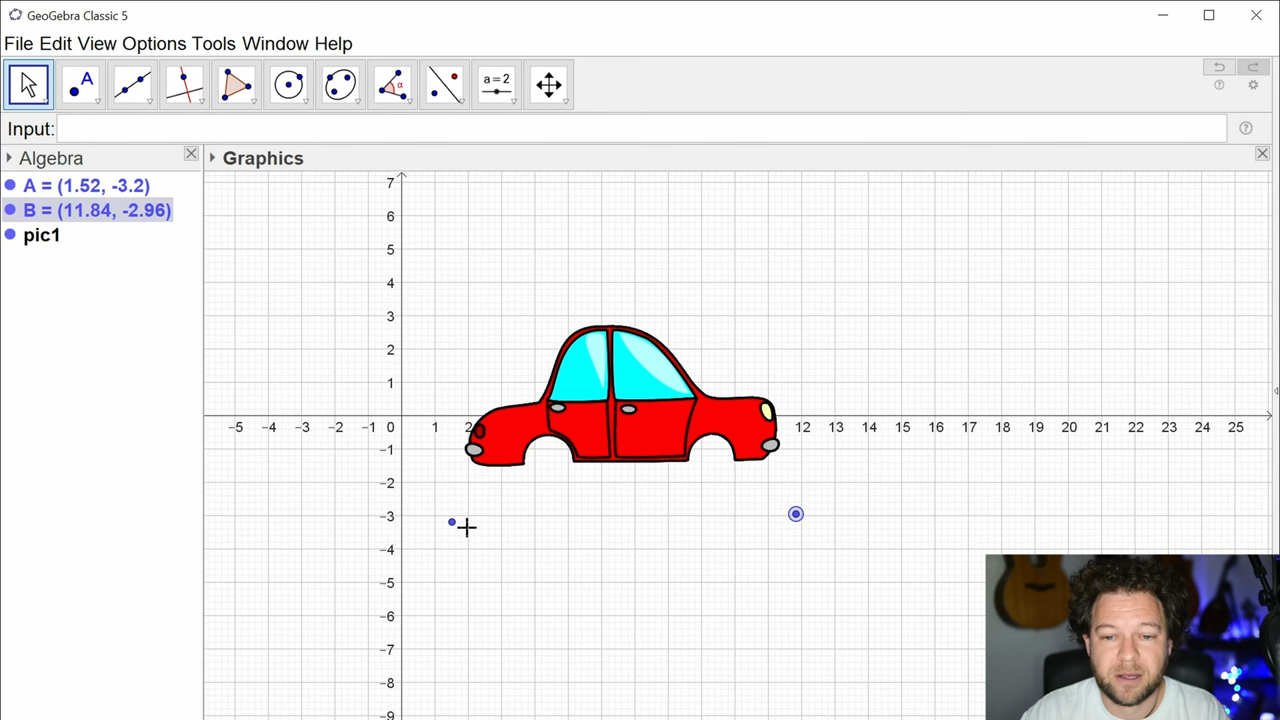 GeoGebra Classic 5
File Edit View Options Tools Window Help
A
α
a=2
Input:
Algebra
Graphics
A = (1.52, -3.2)
B = (11.84, -2.96)
pic1
7
6
5
4
3
2
1
−5 −4 −3 −2 −1 0 1 2 12 13 14 15 16 17 18 19 20 21 22 23 24 25
−1
−2
−3
−4
−5
−6
−7
−8
−9